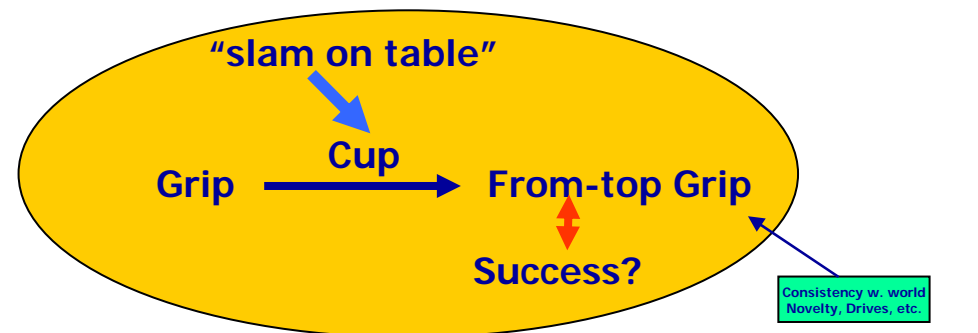 “slam on table”
Cup
Grip
From-top Grip
Success?
Consistency w. world
Novelty, Drives, etc.